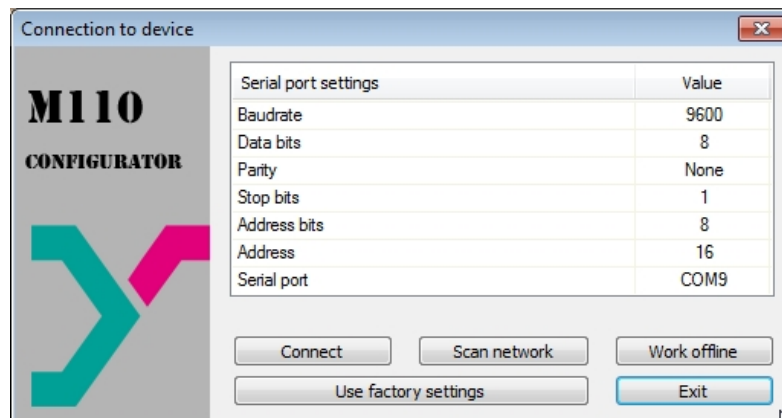 Connection to device
M110
CONFIGURATOR
Serial port settings Value
Baudrate 9600
Data bits 8
Parity None
Stop bits 1
Address bits 8
Address 16
Serial port COM9
Connect Scan network Work offline
Use factory settings Exit